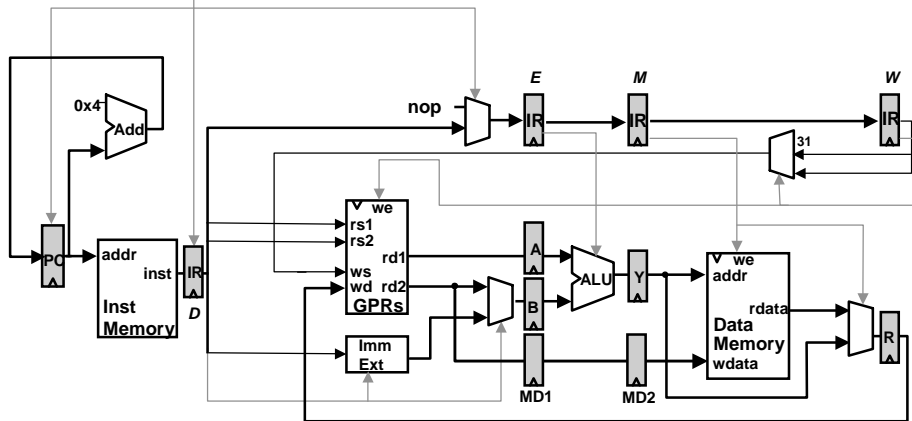 E
M
W
nop
IR
IR
IR
0x4
Add
31
we
rs1
rs2
rd1
ws
wd
rd2
GPRs
A
ALU
Y
we
addr
rdata
Data
Memory
wdata
R
PC
addr
inst
Inst
Memory
IR
D
B
Imm
Ext
MD1
MD2